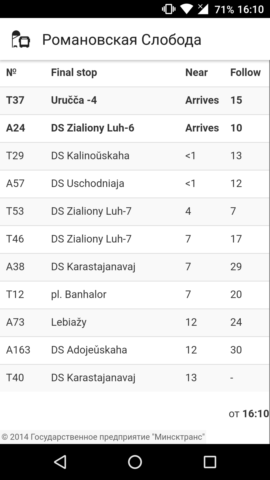 71% 16:10
Романовская Слобода
№ Final stop Near Follow
T37 Uručča -4 Arrives 15
A24 DS Zialiony Luh-6 Arrives 10
T29 DS Kalinoŭskaha <1 13
A57 DS Uschodniaja <1 12
T53 DS Zialiony Luh-7 4 7
T46 DS Zialiony Luh-7 7 17
A38 DS Karastajanavaj 7 29
T12 pl. Banhalor 7 20
A73 Lebiažy 12 24
A163 DS Adojeŭskaha 12 30
T40 DS Karastajanavaj 13 -
от 16:10
© 2014 Государственное предприятие "Минсктранс"